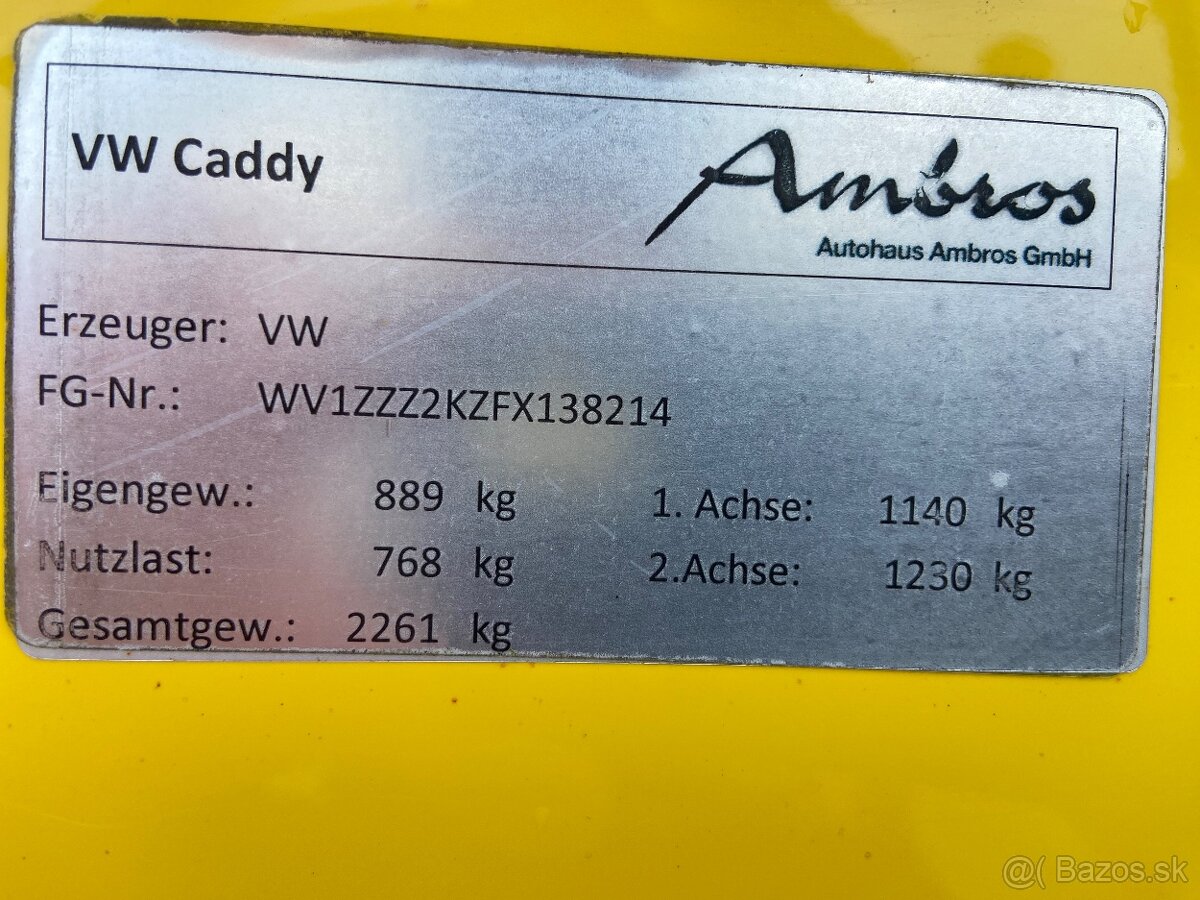 VW Caddy
Ambros
Autohaus Ambros GmbH
Erzeuger: VW
FG-Nr.: WV1ZZZ2KZFX138214
Eigengew.: 889 kg 1. Achse: 1140 kg
Nutzlast: 768 kg 2.Achse: 1230 kg
Gesamtgew.: 2261 kg
@( Bazos.sk